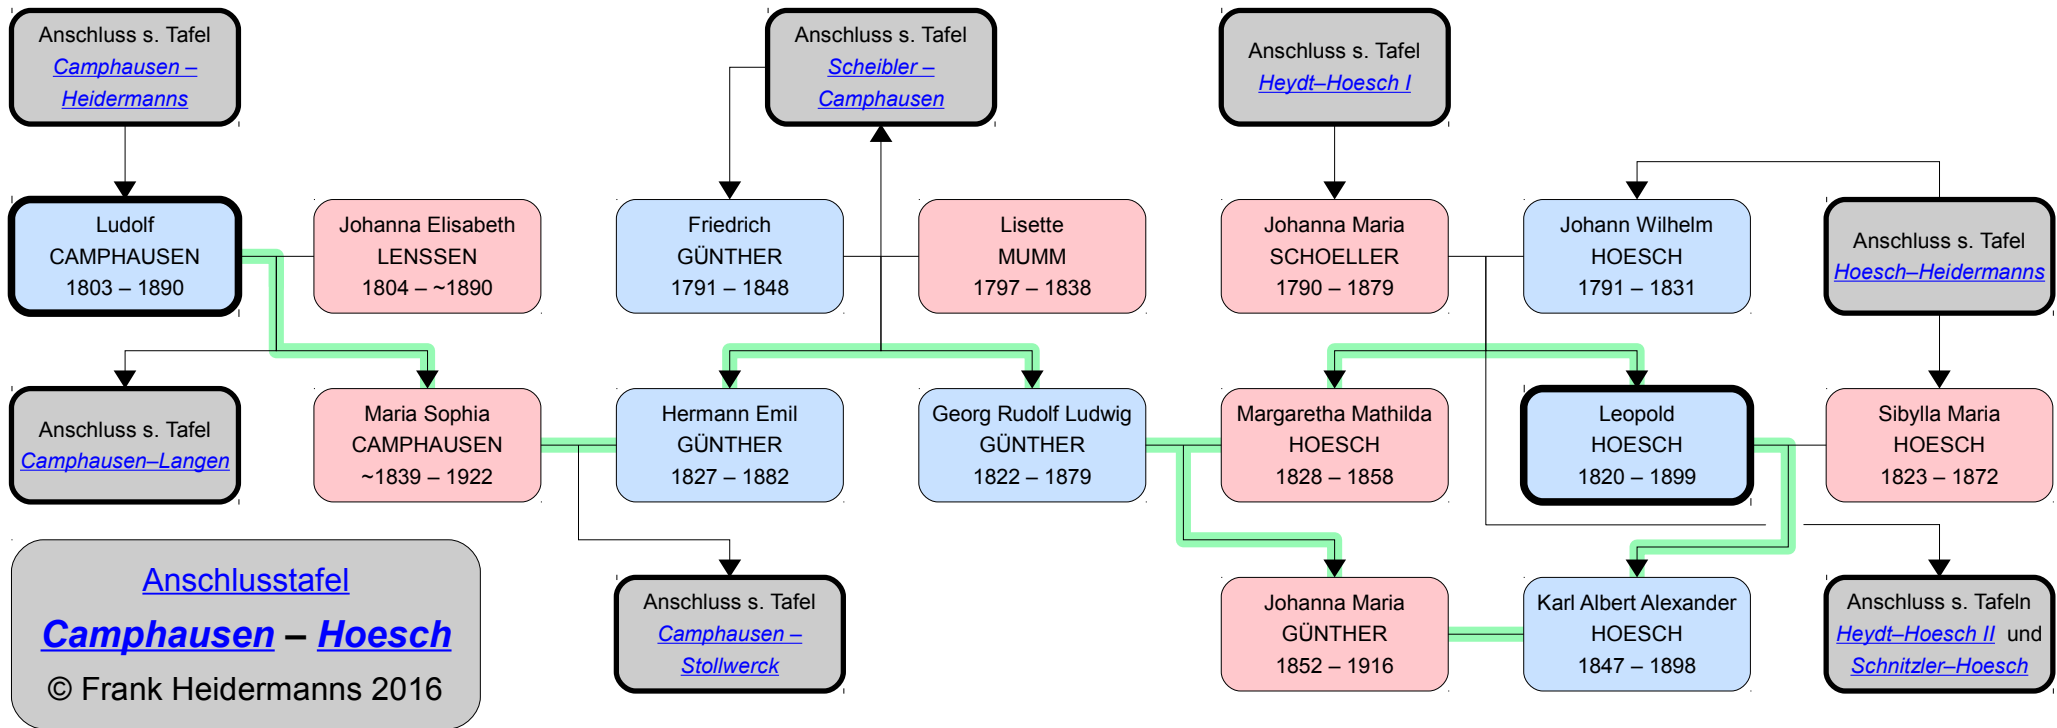 Anschluss s. Tafel
Camphausen –
Heidermanns
Anschluss s. Tafel
Scheibler –
Camphausen
Anschluss s. Tafel
Heydt–Hoesch I
Ludolf
CAMPHAUSEN
1803 – 1890
Johanna Elisabeth
LENSSEN
1804 – ~1890
Friedrich
GÜNTHER
1791 – 1848
Lisette
MUMM
1797 – 1838
Johanna Maria
SCHOELLER
1790 – 1879
Johann Wilhelm
HOESCH
1791 – 1831
Anschluss s. Tafel
Hoesch–Heidermanns
Anschluss s. Tafel
Camphausen–Langen
Maria Sophia
CAMPHAUSEN
~1839 – 1922
Hermann Emil
GÜNTHER
1827 – 1882
Georg Rudolf Ludwig
GÜNTHER
1822 – 1879
Margaretha Mathilda
HOESCH
1828 – 1858
Leopold
HOESCH
1820 – 1899
Sibylla Maria
HOESCH
1823 – 1872
Anschlusstafel
Camphausen – Hoesch
© Frank Heidermanns 2016
Anschluss s. Tafel
Camphausen –
Stollwerck
Johanna Maria
GÜNTHER
1852 – 1916
Karl Albert Alexander
HOESCH
1847 – 1898
Anschluss s. Tafeln
Heydt–Hoesch II und
Schnitzler–Hoesch